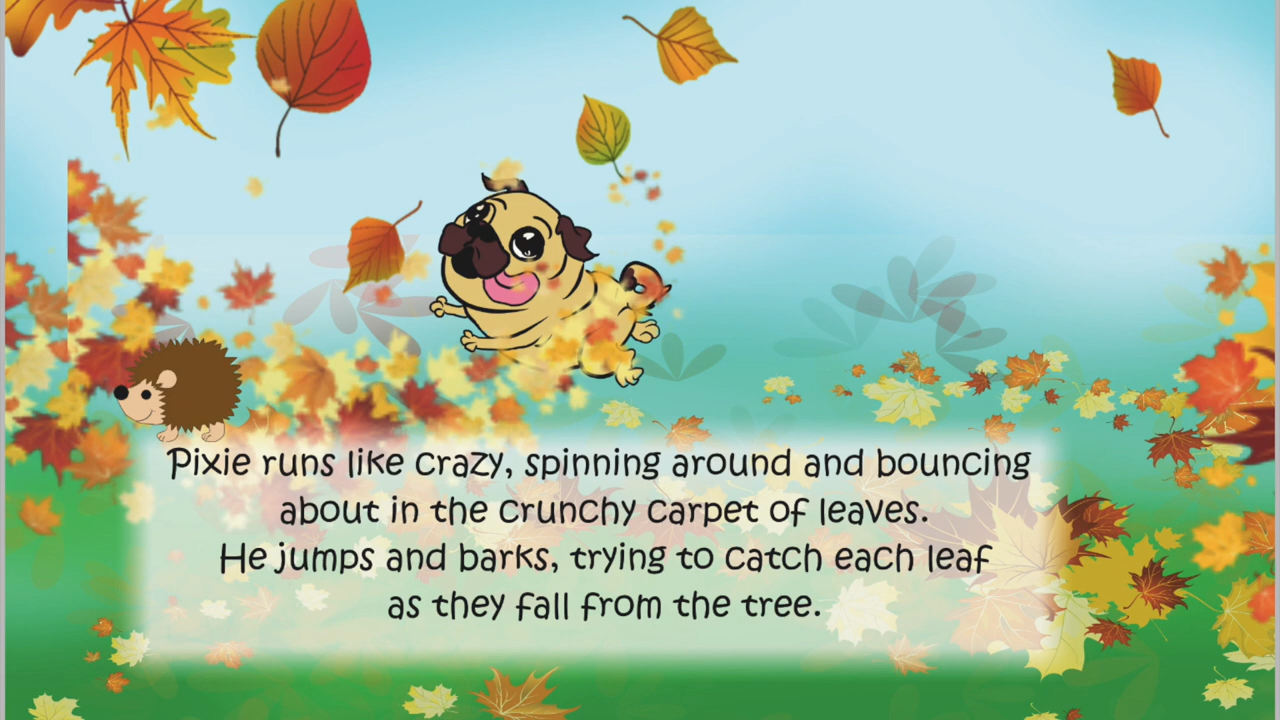 Pixie runs like crazy, spinning around and bouncing
about in the crunchy carpet of leaves.
He jumps and barks, trying to catch each leaf
as they fall from the tree.